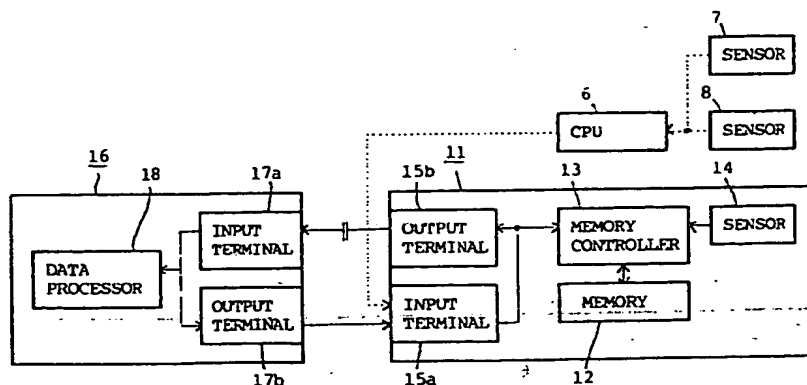 7
SENSOR
6
8
CPU
SENSOR
16
11
18
17a
15b
13
14
INPUT
TERMINAL
OUTPUT
TERMINAL
MEMORY
CONTROLLER
SENSOR
DATA
PROCESSOR
OUTPUT
TERMINAL
INPUT
TERMINAL
MEMORY
17b
15a
12